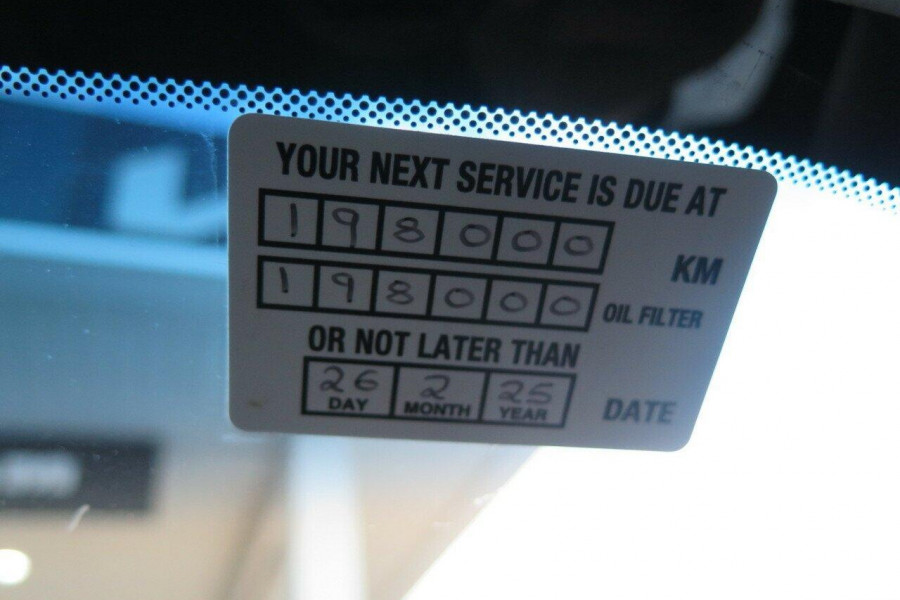 YOUR NEXT SERVICE IS DUE AT
198000
KM
198000 OIL FILTER
OR NOT LATER THAN
26 2 25
DAY MONTH YEAR DATE